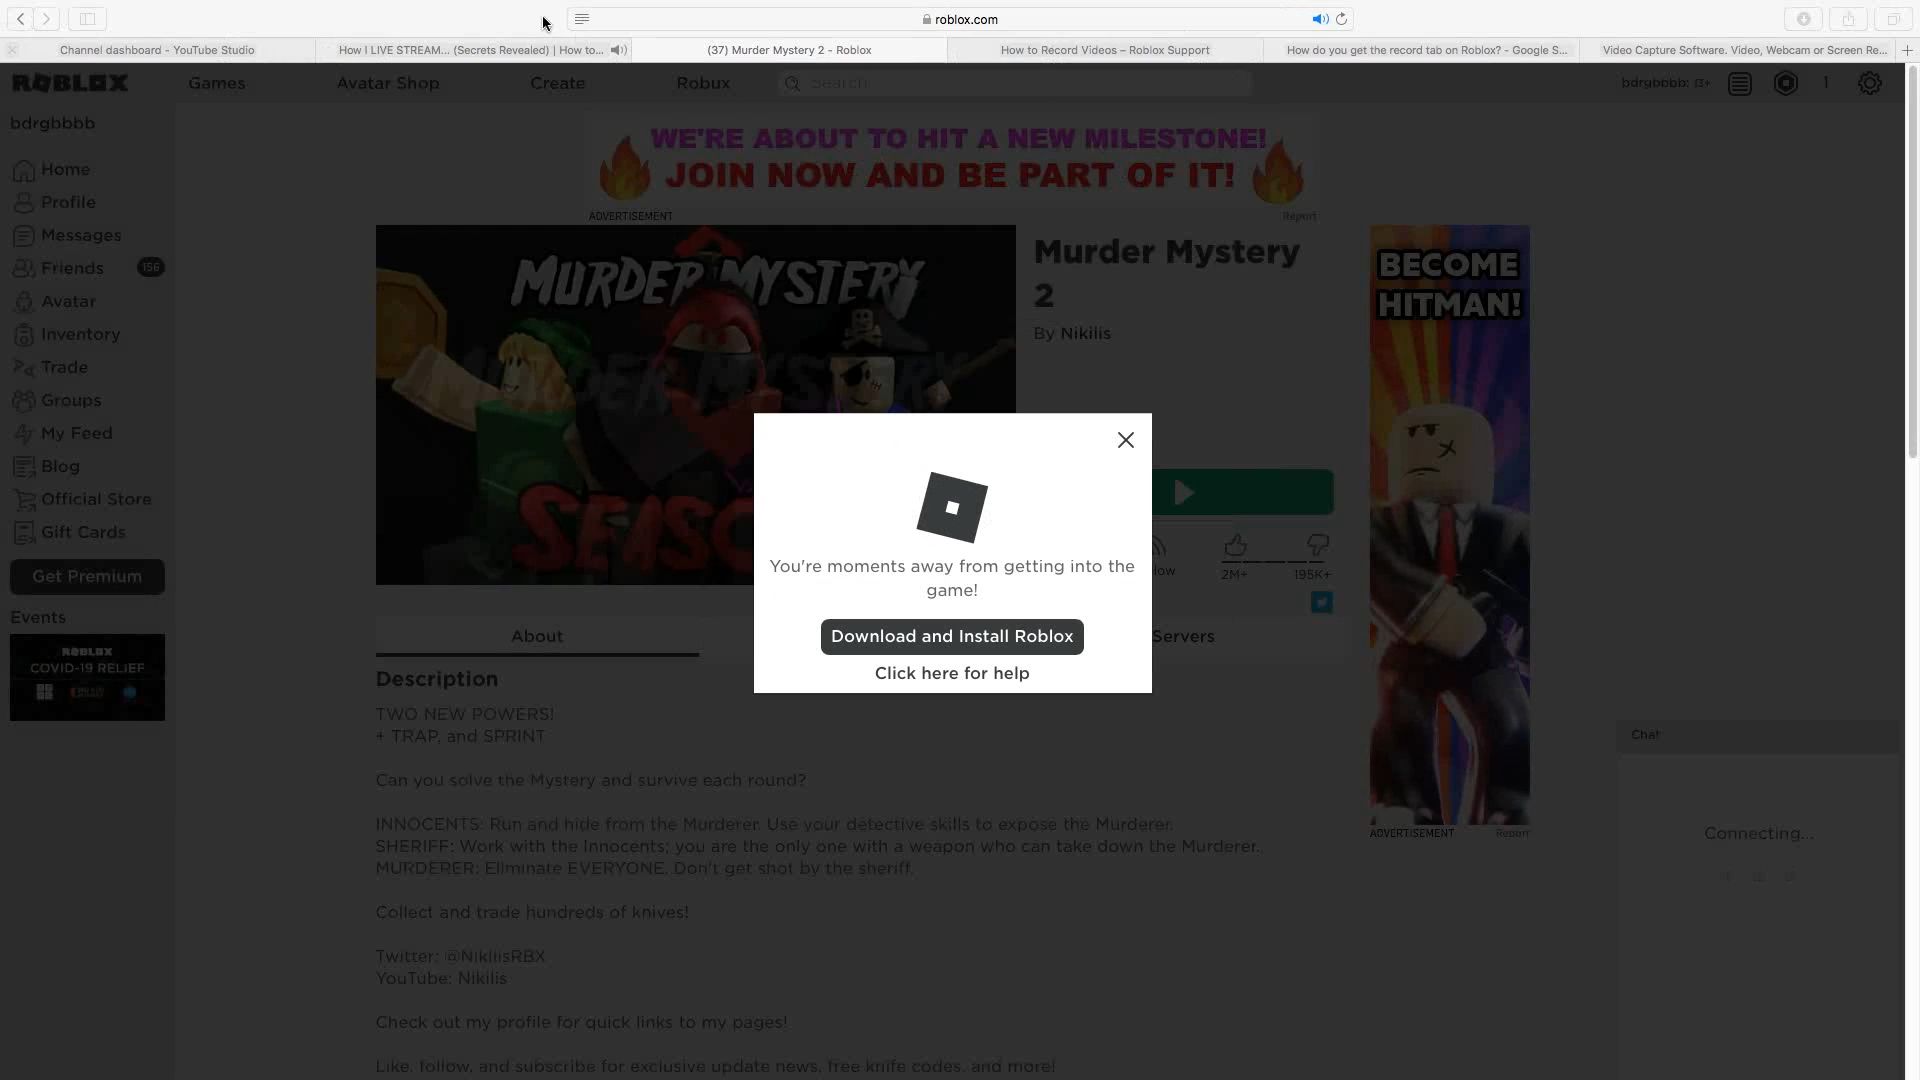 roblox.com
Channel dashboard - YouTube Studio
How I LIVE STREAM... (Secrets Revealed) | How to...
(37) Murder Mystery 2 - Roblox
How to Record Videos – Roblox Support
How do you get the record tab on Roblox? - Google S...
Video Capture Software. Video, Webcam or Screen Re...
ROBLOX
Games
Avatar Shop
Create
Robux
Search
bdrgbbbb: 13+
1
bdrgbbbb
Home
Profile
Messages
Friends
156
Avatar
Inventory
Trade
Groups
My Feed
Blog
Official Store
Gift Cards
Get Premium
Events
ROBLOX
COVID-19 RELIEF
WE'RE ABOUT TO HIT A NEW MILESTONE!
JOIN NOW AND BE PART OF IT!
ADVERTISEMENT
Report
MURDER MYSTERY
SEASO
Murder Mystery
2
By Nikilis
BECOME
HITMAN!
You're moments away from getting into the
game!
Download and Install Roblox
Click here for help
low
2M+
195K+
About
Servers
Description
TWO NEW POWERS!
+ TRAP, and SPRINT
Can you solve the Mystery and survive each round?
INNOCENTS: Run and hide from the Murderer. Use your detective skills to expose the Murderer.
SHERIFF: Work with the Innocents; you are the only one with a weapon who can take down the Murderer.
MURDERER: Eliminate EVERYONE. Don't get shot by the sheriff.
Collect and trade hundreds of knives!
Twitter: @NikilisRBX
YouTube: Nikilis
Check out my profile for quick links to my pages!
Like, follow, and subscribe for exclusive update news, free knife codes, and more!
ADVERTISEMENT
Report
Chat
Connecting...